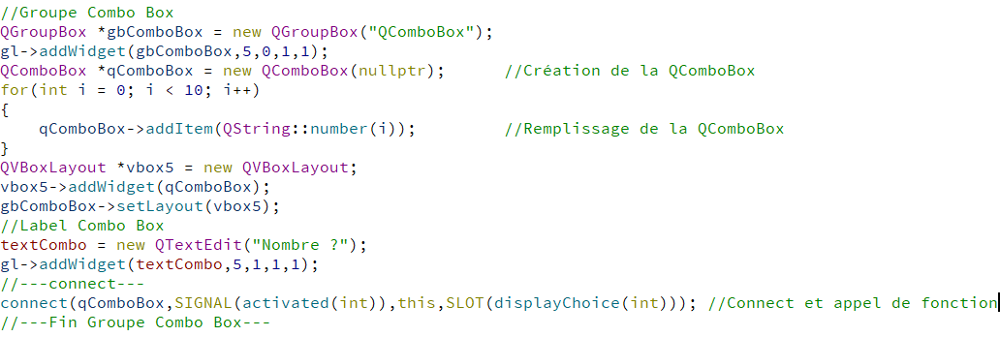 //Groupe Combo Box
QGroupBox *gbComboBox = new QGroupBox("QComboBox");
gl->addWidget(gbComboBox,5,0,1,1);
QComboBox *qComboBox = new QComboBox(nullptr);      //Création de la QComboBox
for(int i = 0; i < 10; i++)
{
    qComboBox->addItem(QString::number(i));         //Remplissage de la QComboBox
}
QVBoxLayout *vbox5 = new QVBoxLayout;
vbox5->addWidget(qComboBox);
gbComboBox->setLayout(vbox5);
//Label Combo Box
textCombo = new QTextEdit("Nombre ?");
gl->addWidget(textCombo,5,1,1,1);
//---connect---
connect(qComboBox,SIGNAL(activated(int)),this,SLOT(displayChoice(int))); //Connect et appel de fonction
//---Fin Groupe Combo Box---